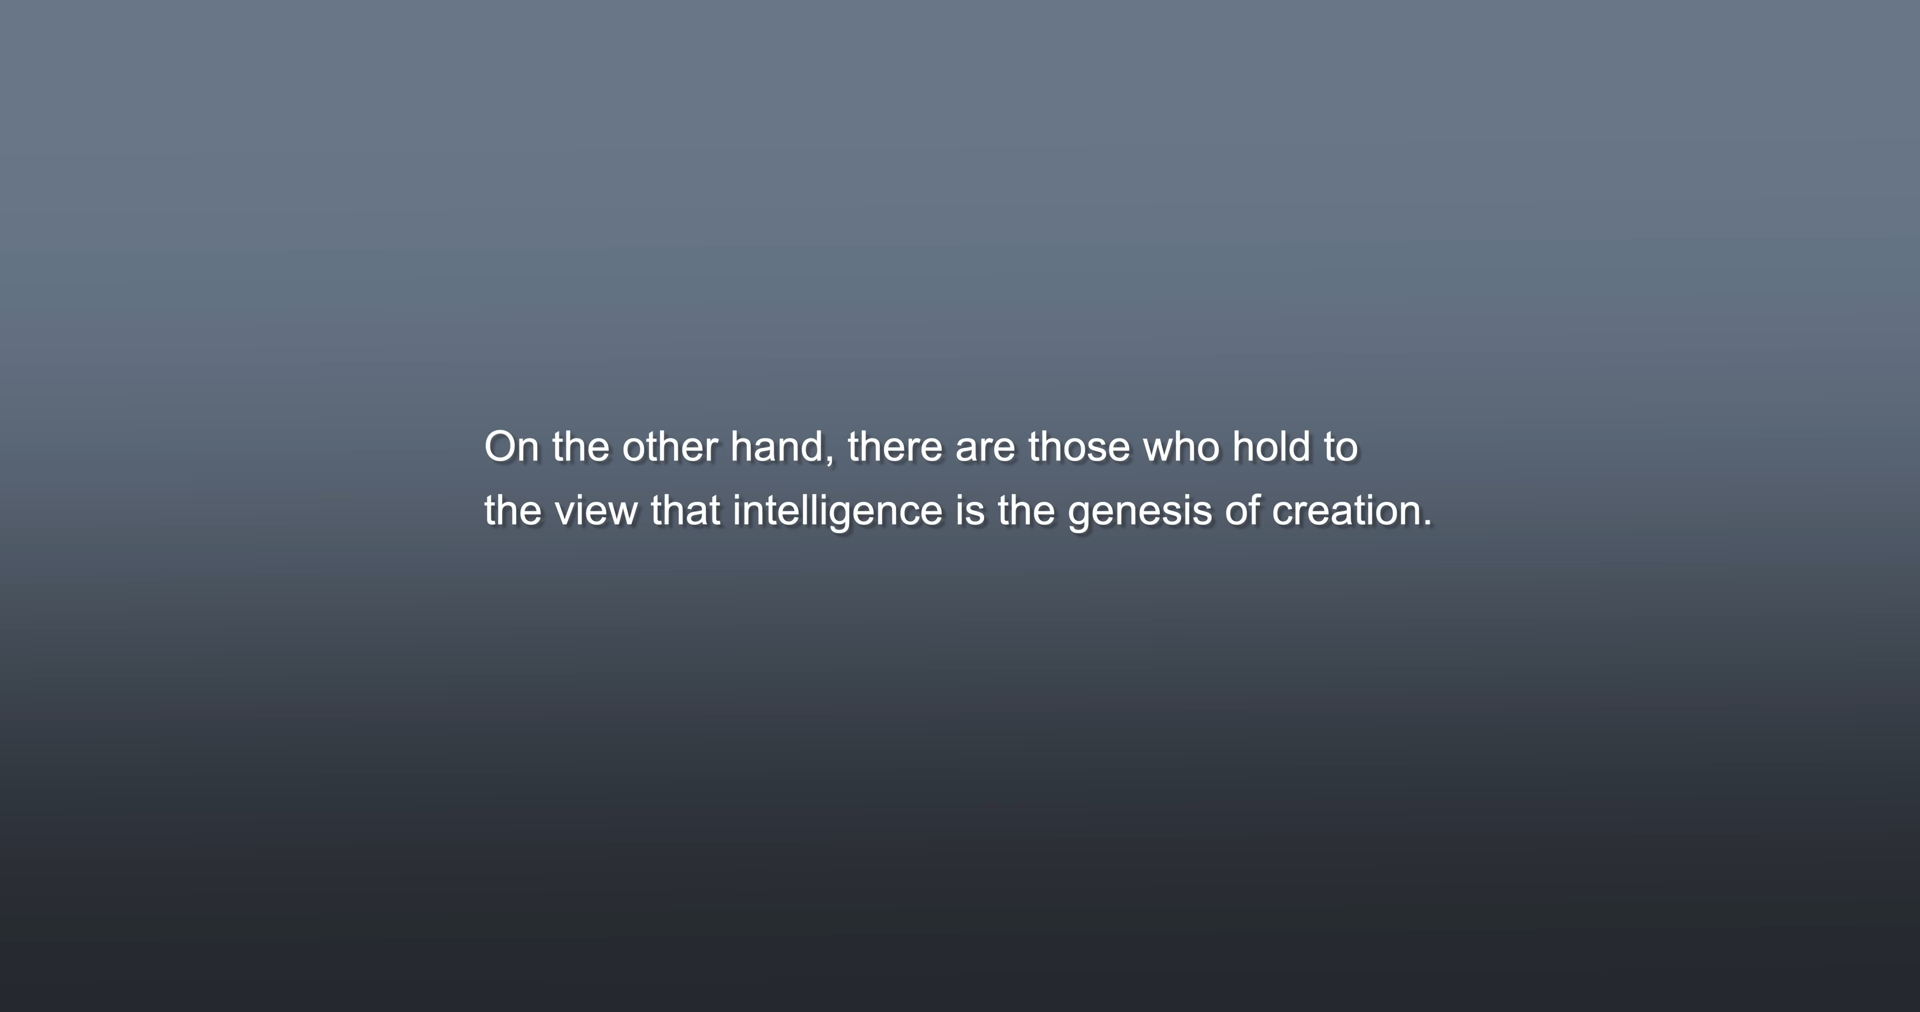 On the other hand, there are those who hold to
the view that intelligence is the genesis of creation.